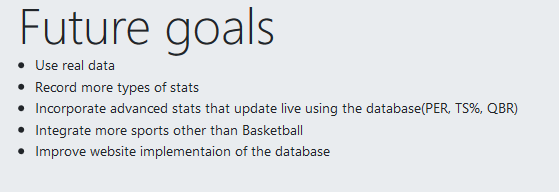 Future goals
• Use real data
• Record more types of stats
• Incorporate advanced stats that update live using the database(PER, TS%, QBR)
• Integrate more sports other than Basketball
• Improve website implementaion of the database